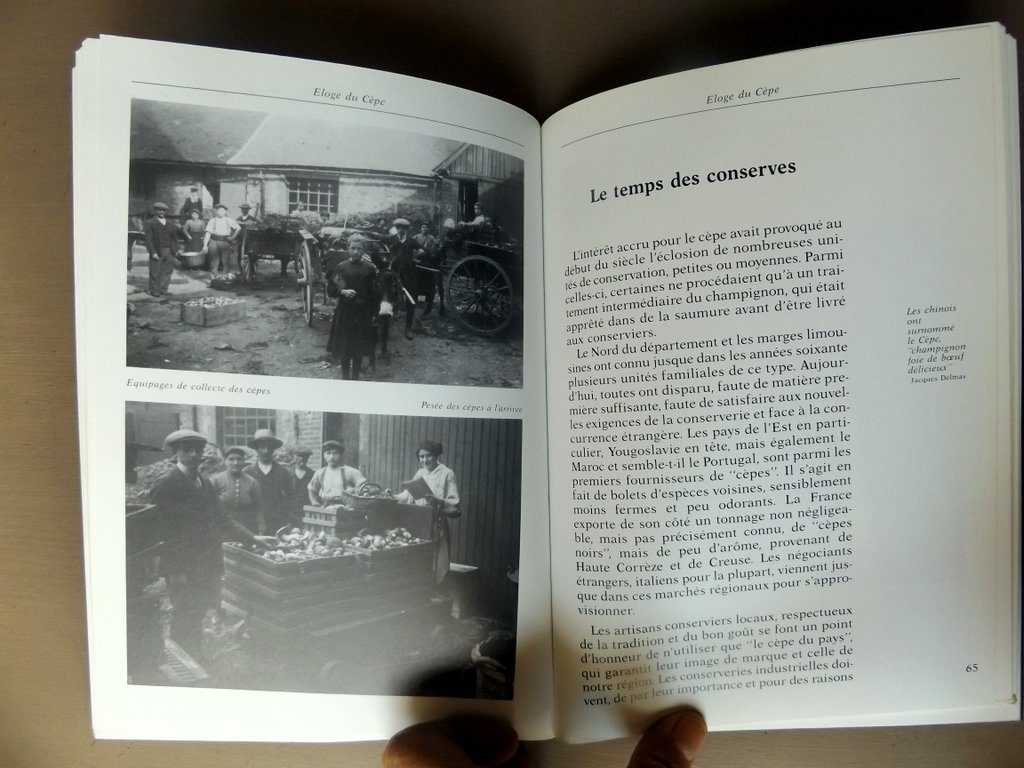 Eloge du Cèpe
Equipages de collecte des cèpes
Pesée des cèpes à l'arrivée
Eloge du Cèpe
Le temps des conserves
L'intérêt accru pour le cèpe avait provoqué au
début du siècle l'éclosion de nombreuses uni-
tés de conservation, petites ou moyennes. Parmi
celles-ci, certaines ne procédaient qu'à un trai-
tement intermédiaire du champignon, qui était
apprêté dans de la saumure avant d'être livré
aux conserviers.
Le Nord du département et les marges limou-
sines ont connu jusque dans les années soixante
plusieurs unités familiales de ce type. Aujour-
d'hui, toutes ont disparu, faute de matière pre-
mière suffisante, faute de satisfaire aux nouvel-
les exigences de la conserverie et face à la con-
currence étrangère. Les pays de l'Est en parti-
culier, Yougoslavie en tête, mais également le
Maroc et semble-t-il le Portugal, sont parmi les
premiers fournisseurs de "cèpes". Il s'agit en
fait de bolets d'espèces voisines, sensiblement
moins fermes et peu odorants. La France
exporte de son côté un tonnage non négligea-
ble, mais pas précisément connu, de "cèpes
noirs", mais de peu d'arôme, provenant de
Haute Corrèze et de Creuse. Les négociants
étrangers, italiens pour la plupart, viennent jus-
que dans ces marchés régionaux pour s'appro-
visionner.
Les artisans conserviers locaux, respectueux
de la tradition et du bon goût se font un point
d'honneur de n'utiliser que "le cèpe du pays",
qui garantit leur image de marque et celle de
notre région. Les conserveries industrielles doi-
vent, de par leur importance et pour des raisons
Les chinois
ont
surnommé
le Cèpe,
"champignon
foie de bœuf
délicieux"
Jacques Delmas
65